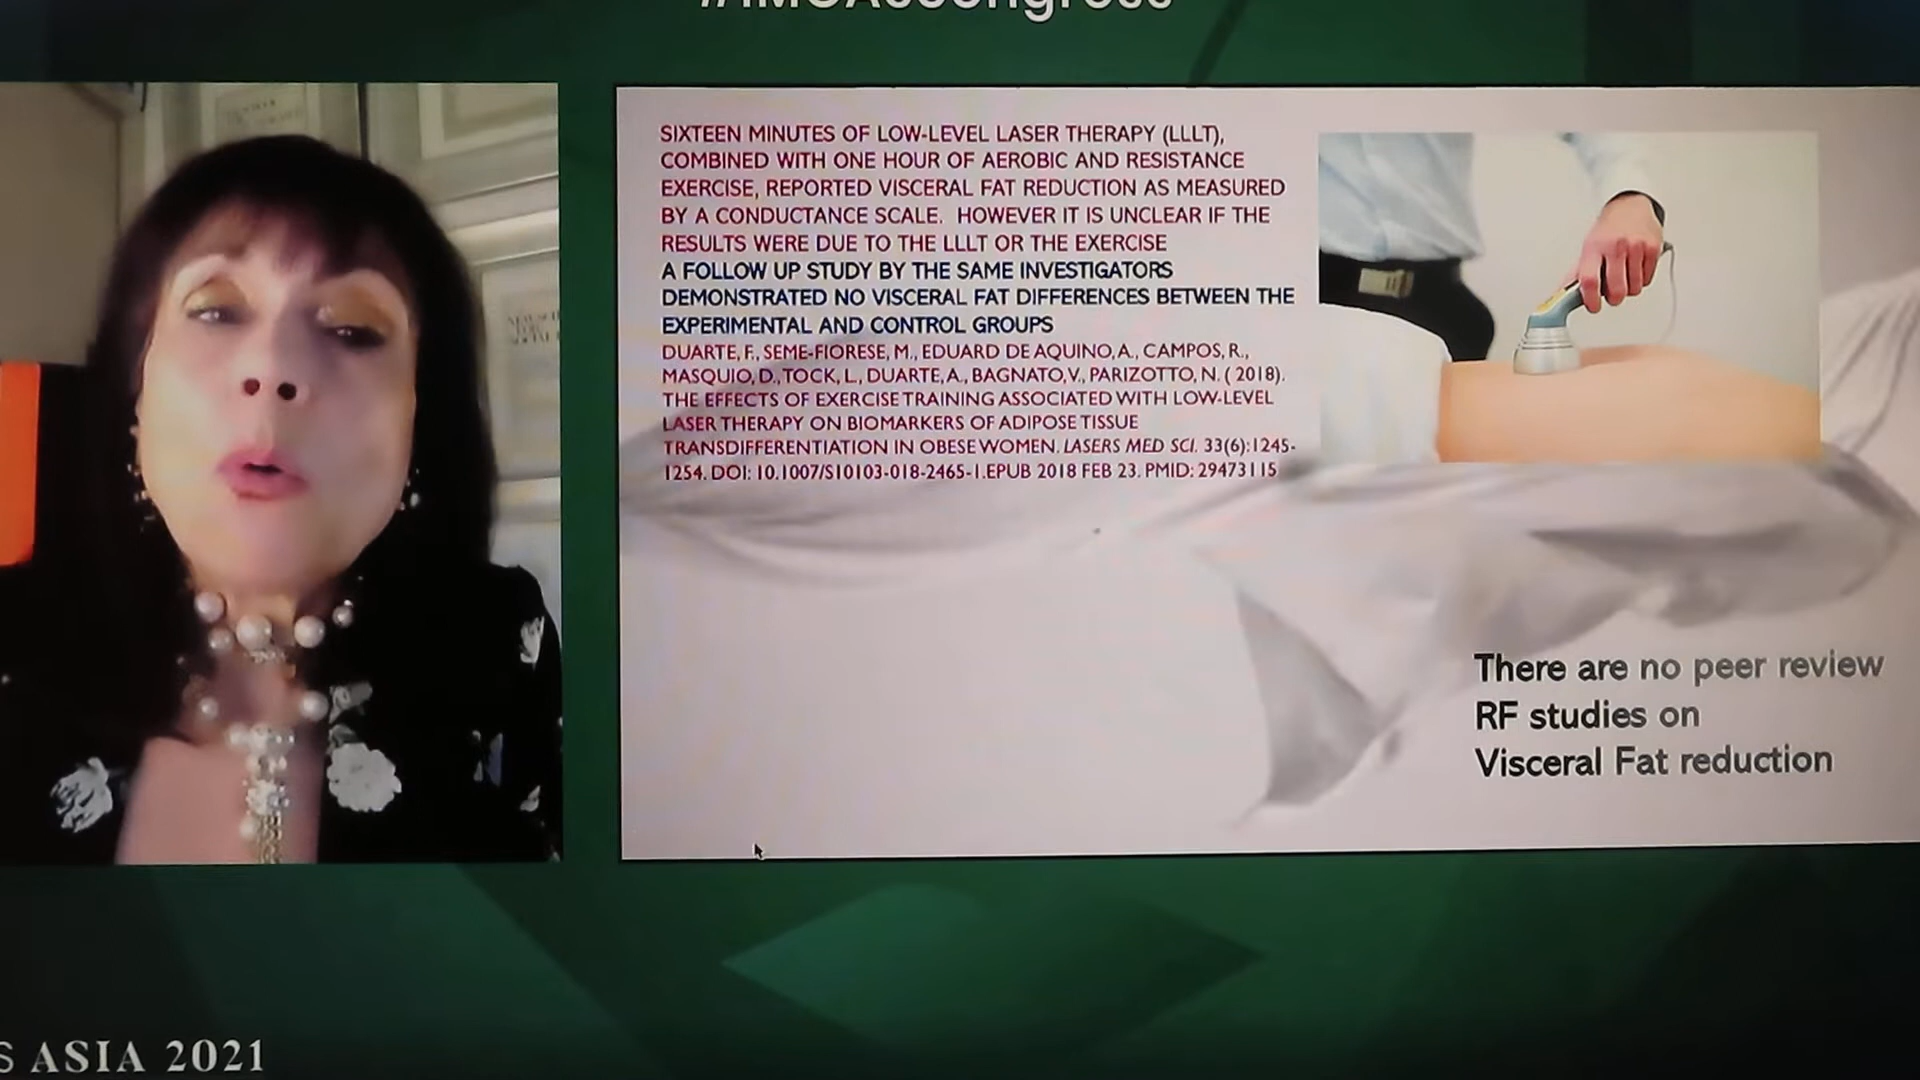 SIXTEEN MINUTES OF LOW-LEVEL LASER THERAPY (LLLT),
COMBINED WITH ONE HOUR OF AEROBIC AND RESISTANCE
EXERCISE, REPORTED VISCERAL FAT REDUCTION AS MEASURED
BY A CONDUCTANCE SCALE. HOWEVER IT IS UNCLEAR IF THE
RESULTS WERE DUE TO THE LLLT OR THE EXERCISE
A FOLLOW UP STUDY BY THE SAME INVESTIGATORS
DEMONSTRATED NO VISCERAL FAT DIFFERENCES BETWEEN THE
EXPERIMENTAL AND CONTROL GROUPS
DUARTE, F., SEME-FIORESE, M., EDUARD DE AQUINO, A., CAMPOS, R.,
MASQUIO, D., TOCK, L., DUARTE, A., BAGNATO, V., PARIZOTTO, N. ( 2018).
THE EFFECTS OF EXERCISE TRAINING ASSOCIATED WITH LOW-LEVEL
LASER THERAPY ON BIOMARKERS OF ADIPOSE TISSUE
TRANSDIFFERENTIATION IN OBESE WOMEN. LASERS MED SCI. 33(6):1245-
1254. DOI: 10.1007/S10103-018-2465-1.EPUB 2018 FEB 23. PMID: 29473115
There are no peer review
RF studies on
Visceral Fat reduction
S ASIA 2021